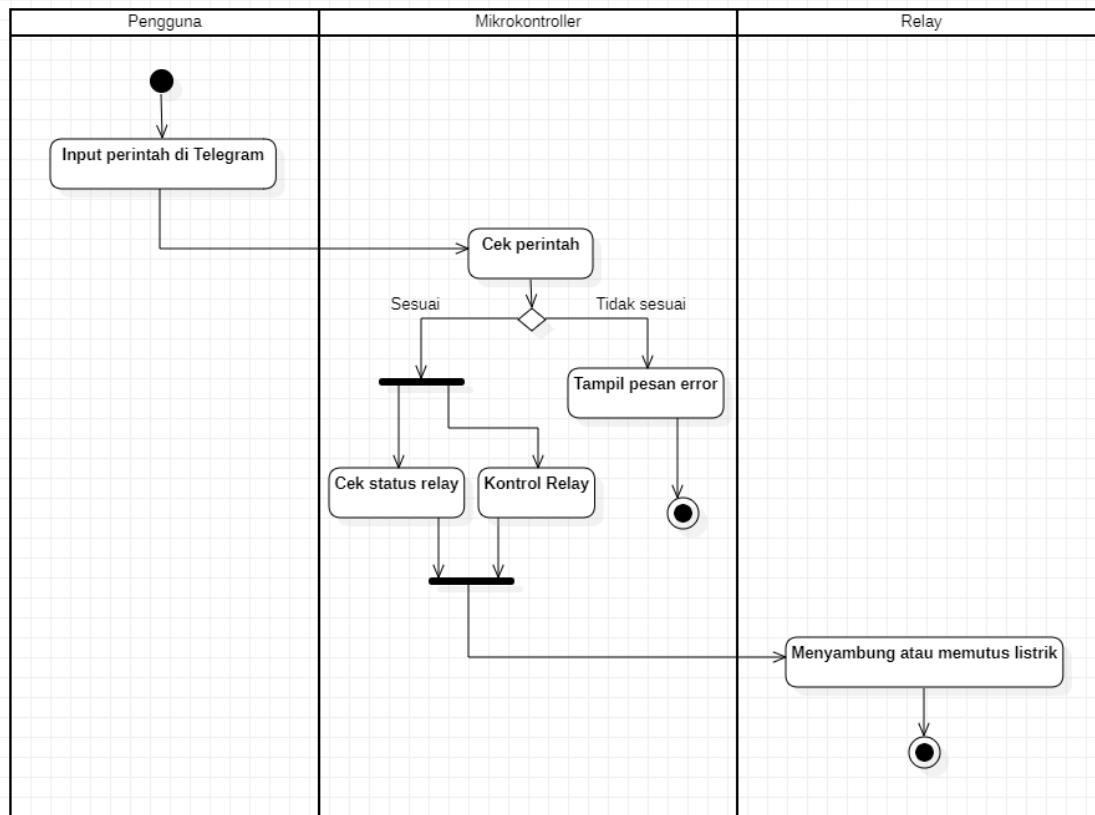 Pengguna
Mikrokontroller
Relay
Input perintah di Telegram
Cek perintah
Sesuai
Tidak sesuai
Tampil pesan error
Cek status relay
Kontrol Relay
Menyambung atau memutus listrik